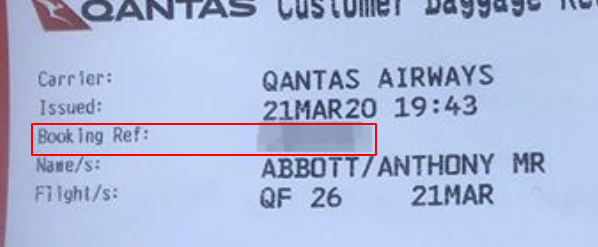 QANTAS Customer Baggage
Carrier: QANTAS AIRWAYS
Issued: 21MAR20 19:43
Booking Ref:
Name/s: ABBOTT/ANTHONY MR
Flight/s: QF 26 21MAR